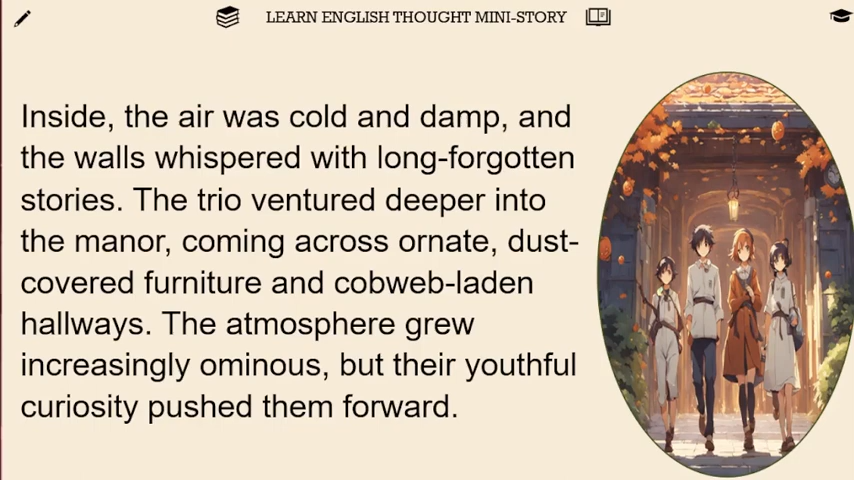 LEARN ENGLISH THOUGHT MINI-STORY
Inside, the air was cold and damp, and
the walls whispered with long-forgotten
stories. The trio ventured deeper into
the manor, coming across ornate, dust-
covered furniture and cobweb-laden
hallways. The atmosphere grew
increasingly ominous, but their youthful
curiosity pushed them forward.